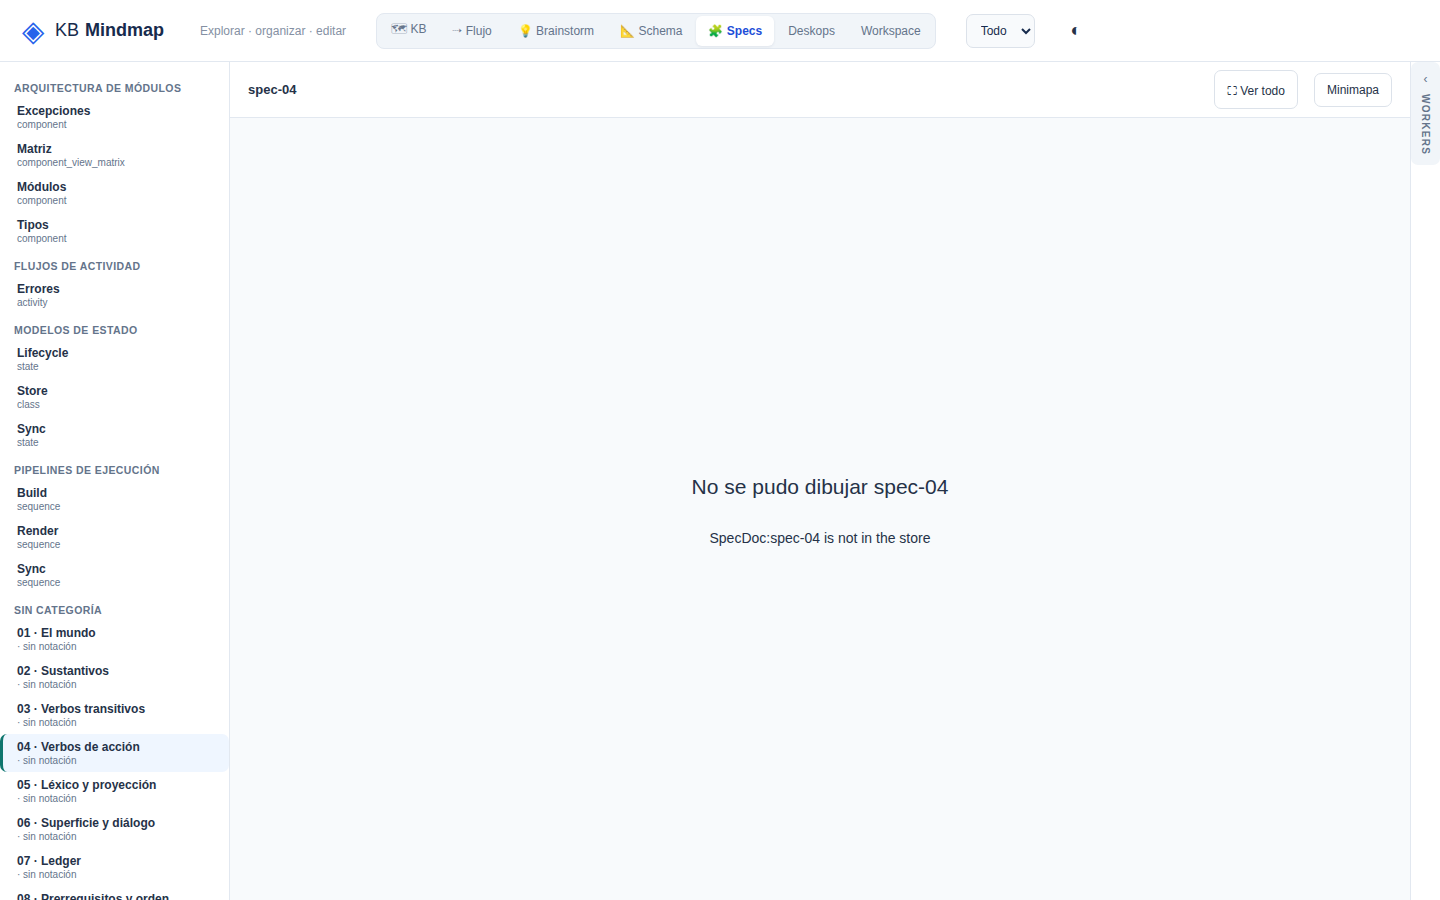 KB Mindmap
Explorar · organizar · editar
KB
Flujo
Brainstorm
Schema
Specs
Deskops
Workspace
Todo
ARQUITECTURA DE MÓDULOS
Excepciones
component
Matriz
component_view_matrix
Módulos
component
Tipos
component
FLUJOS DE ACTIVIDAD
Errores
activity
MODELOS DE ESTADO
Lifecycle
state
Store
class
Sync
state
PIPELINES DE EJECUCIÓN
Build
sequence
Render
sequence
Sync
sequence
SIN CATEGORÍA
01 · El mundo
· sin notación
02 · Sustantivos
· sin notación
03 · Verbos transitivos
· sin notación
04 · Verbos de acción
· sin notación
05 · Léxico y proyección
· sin notación
06 · Superficie y diálogo
· sin notación
07 · Ledger
· sin notación
08 · Prerrequisitos y orden
spec-04
Ver todo
Minimapa
No se pudo dibujar spec-04
SpecDoc:spec-04 is not in the store
WORKERS